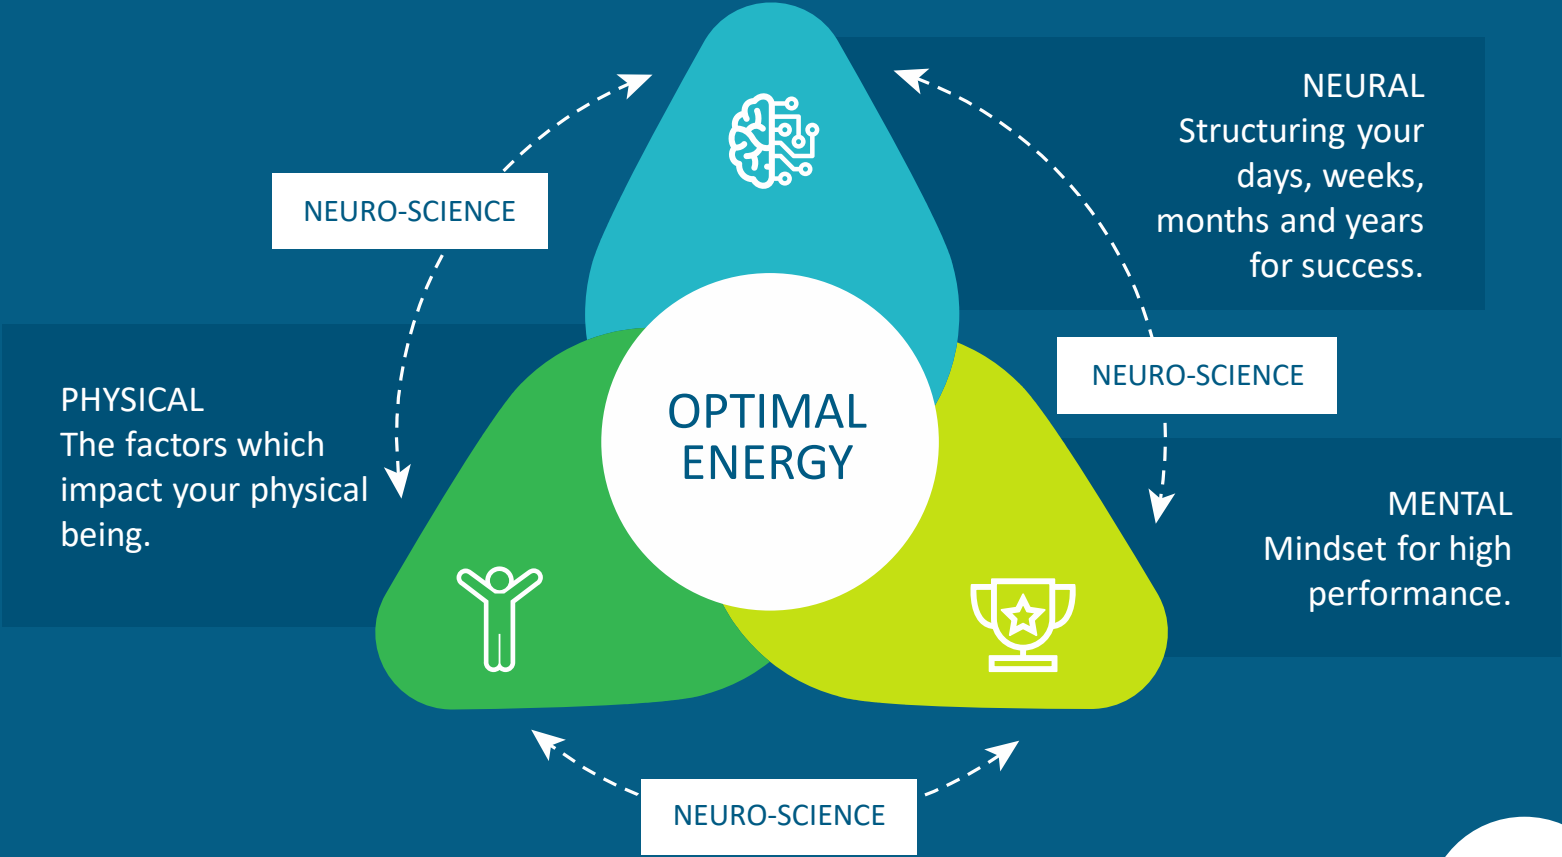 NEURAL
Structuring your
days, weeks,
months and years
for success.
NEURO-SCIENCE
NEURO-SCIENCE
PHYSICAL
The factors which
impact your physical
being.
OPTIMAL
ENERGY
MENTAL
Mindset for high
performance.
NEURO-SCIENCE